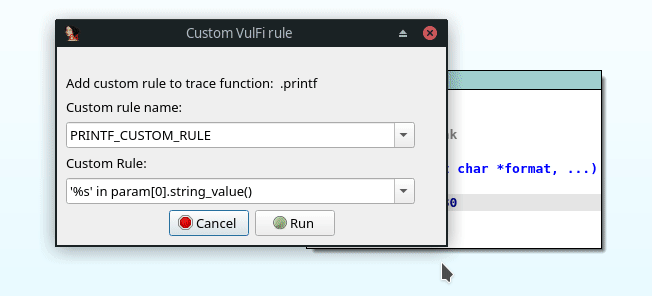 Custom VulFi rule
Add custom rule to trace function: .printf
Custom rule name:
PRINTF_CUSTOM_RULE
Custom Rule:
'%s' in param[0].string_value()
Cancel
Run
char *format, ...)